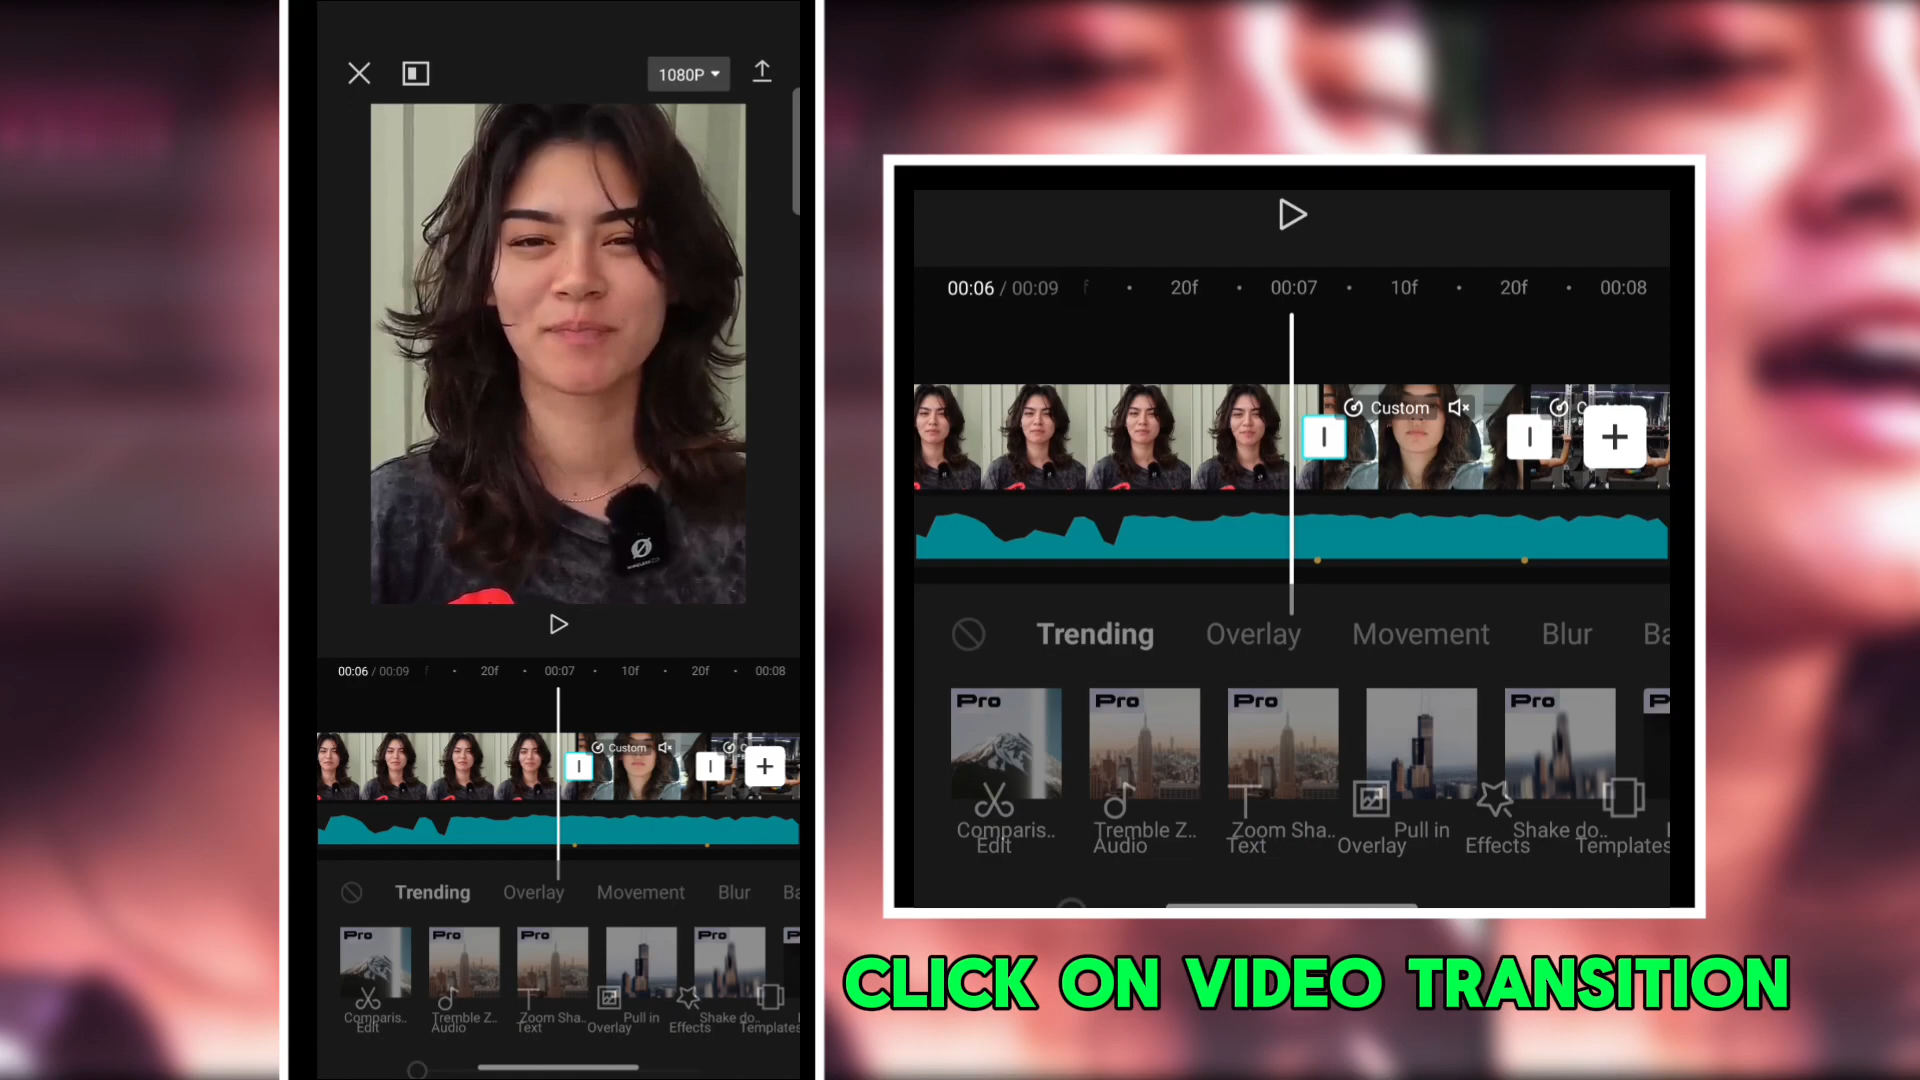 1080P
00:06 / 00:09 f 20f 00:07 10f 20f 00:08
Custom
Trending Overlay Movement Blur Ba
Pro Pro Pro Pro
Comparis.. Tremble Z.. Zoom Sha.. Pull in Shake do..
Edit Audio Text Overlay Effects Templates
00:06 / 00:09 f 20f 00:07 10f 20f 00:08
Custom
Trending Overlay Movement Blur Ba
Pro Pro Pro Pro
Comparis.. Tremble Z.. Zoom Sha.. Pull in Shake do..
Edit Audio Text Overlay Effects Templates
CLICK ON VIDEO TRANSITION